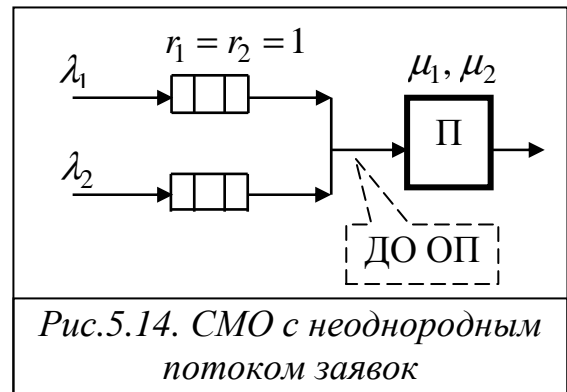 r₁ = r₂ = 1
λ₁
μ₁, μ₂
П
λ₂
ДО ОП
Рис.5.14. СМО с неоднородным
потоком заявок